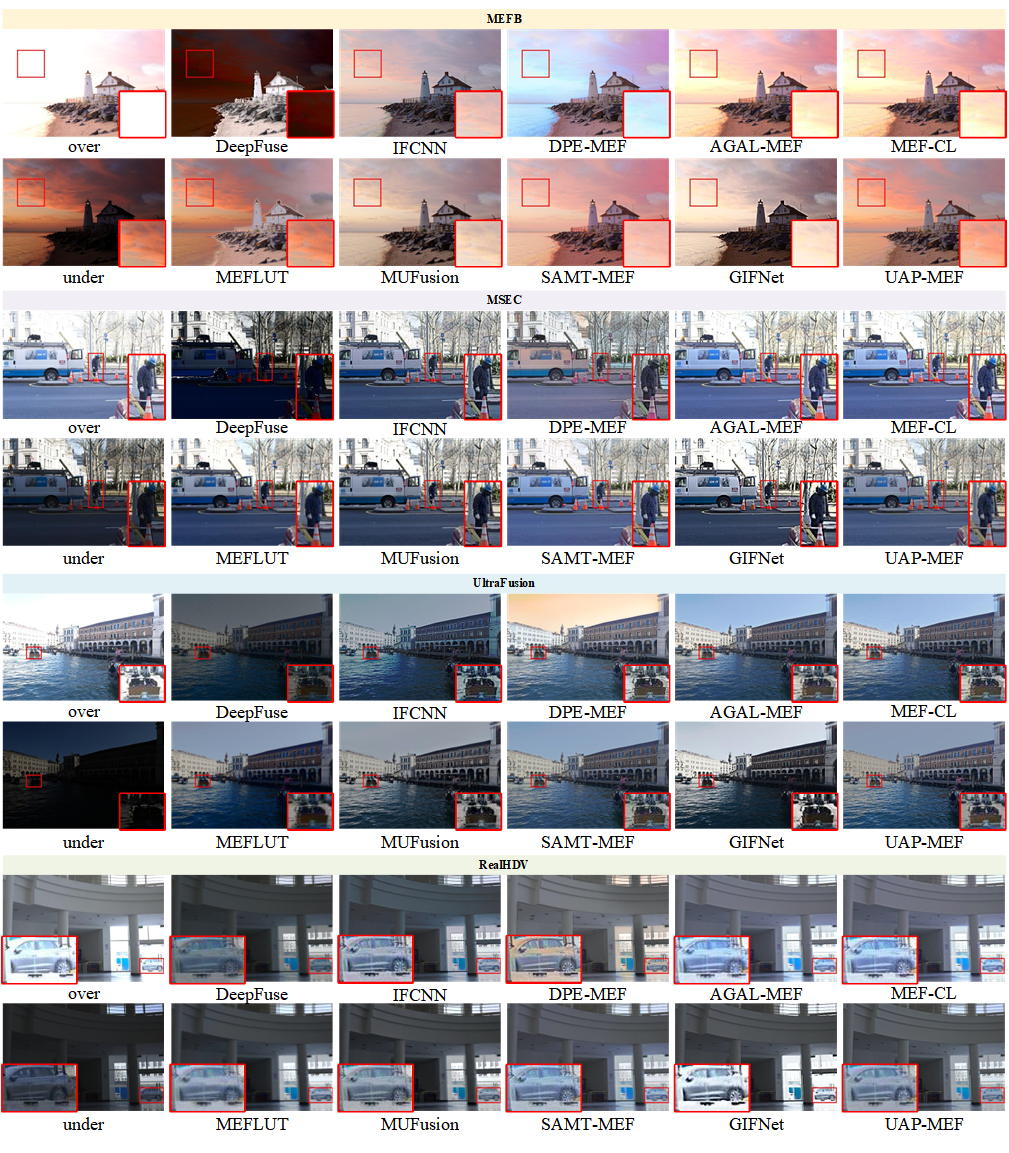 MEFB
over DeepFuse IFCNN DPE-MEF AGAL-MEF MEF-CL
under MEFLUT MUFusion SAMT-MEF GIFNet UAP-MEF
MSEC
over DeepFuse IFCNN DPE-MEF AGAL-MEF MEF-CL
under MEFLUT MUFusion SAMT-MEF GIFNet UAP-MEF
UltraFusion
over DeepFuse IFCNN DPE-MEF AGAL-MEF MEF-CL
under MEFLUT MUFusion SAMT-MEF GIFNet UAP-MEF
RealHDV
over DeepFuse IFCNN DPE-MEF AGAL-MEF MEF-CL
under MEFLUT MUFusion SAMT-MEF GIFNet UAP-MEF